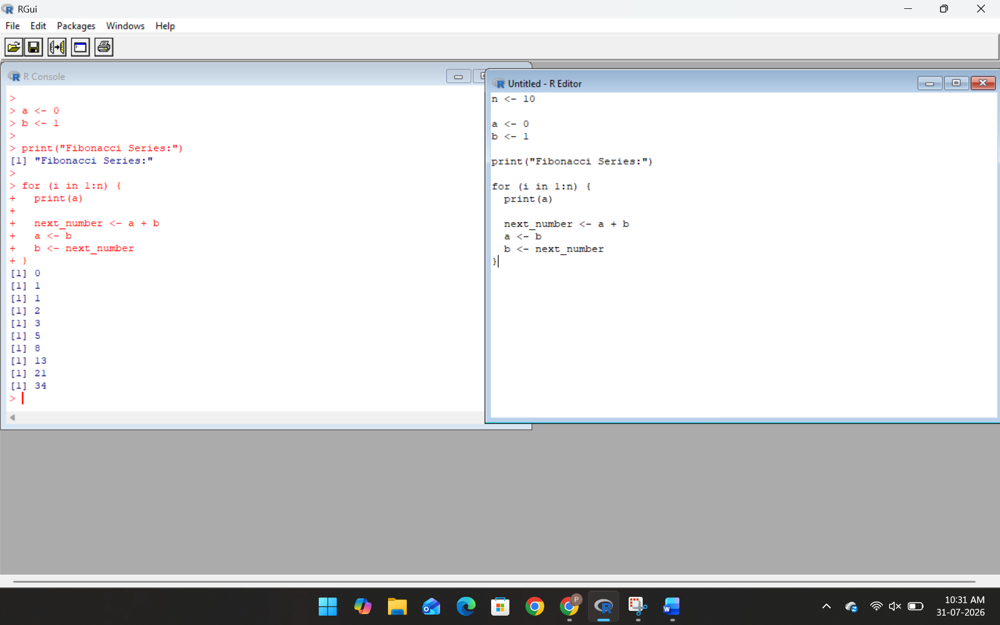 RGui
File Edit Packages Windows Help
R Console
>
> a <- 0
> b <- 1
>
> print("Fibonacci Series:")
[1] "Fibonacci Series:"
>
> for (i in 1:n) {
+   print(a)
+
+   next_number <- a + b
+   a <- b
+   b <- next_number
+ }
[1] 0
[1] 1
[1] 1
[1] 2
[1] 3
[1] 5
[1] 8
[1] 13
[1] 21
[1] 34
>
Untitled - R Editor
n <- 10
a <- 0
b <- 1
print("Fibonacci Series:")
for (i in 1:n) {
  print(a)
  next_number <- a + b
  a <- b
  b <- next_number
}
P
10:31 AM
31-07-2026